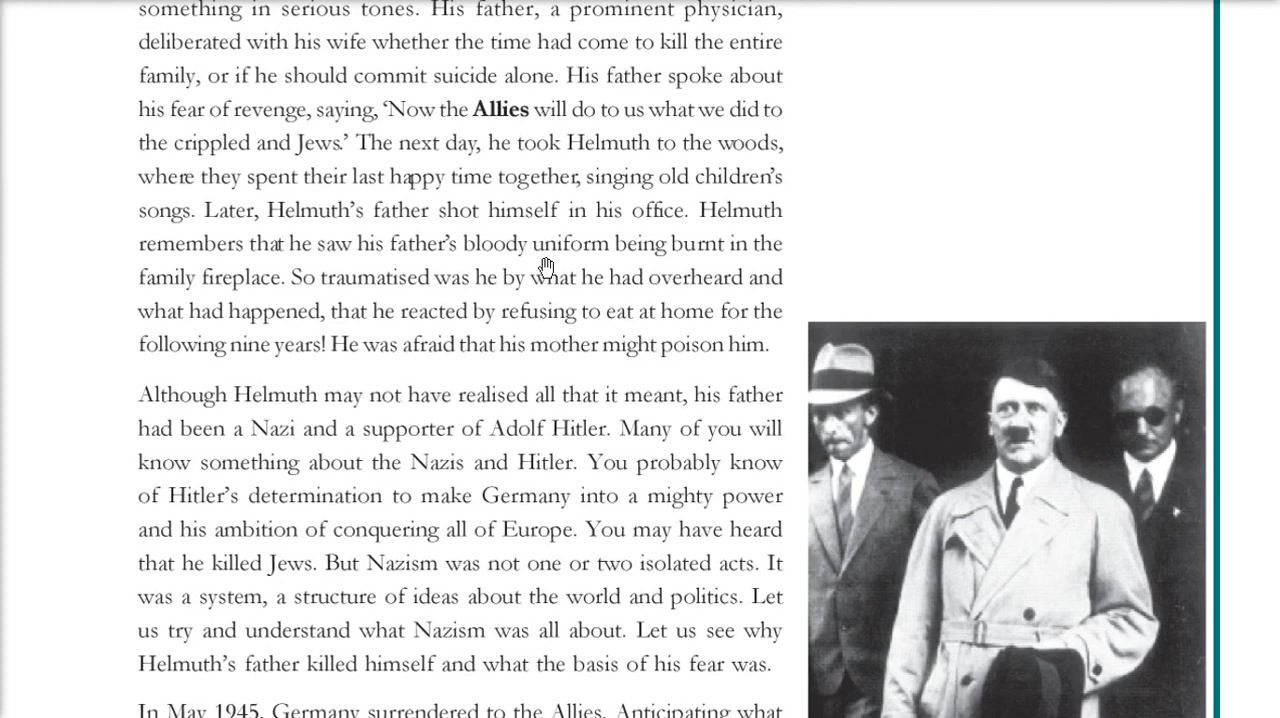 something in serious tones. His father, a prominent physician,
deliberated with his wife whether the time had come to kill the entire
family, or if he should commit suicide alone. His father spoke about
his fear of revenge, saying, ‘Now the Allies will do to us what we did to
the crippled and Jews.’ The next day, he took Helmuth to the woods,
where they spent their last happy time together, singing old children’s
songs. Later, Helmuth’s father shot himself in his office. Helmuth
remembers that he saw his father’s bloody uniform being burnt in the
family fireplace. So traumatised was he by what he had overheard and
what had happened, that he reacted by refusing to eat at home for the
following nine years! He was afraid that his mother might poison him.
Although Helmuth may not have realised all that it meant, his father
had been a Nazi and a supporter of Adolf Hitler. Many of you will
know something about the Nazis and Hitler. You probably know
of Hitler’s determination to make Germany into a mighty power
and his ambition of conquering all of Europe. You may have heard
that he killed Jews. But Nazism was not one or two isolated acts. It
was a system, a structure of ideas about the world and politics. Let
us try and understand what Nazism was all about. Let us see why
Helmuth’s father killed himself and what the basis of his fear was.
In May 1945, Germany surrendered to the Allies. Anticipating what